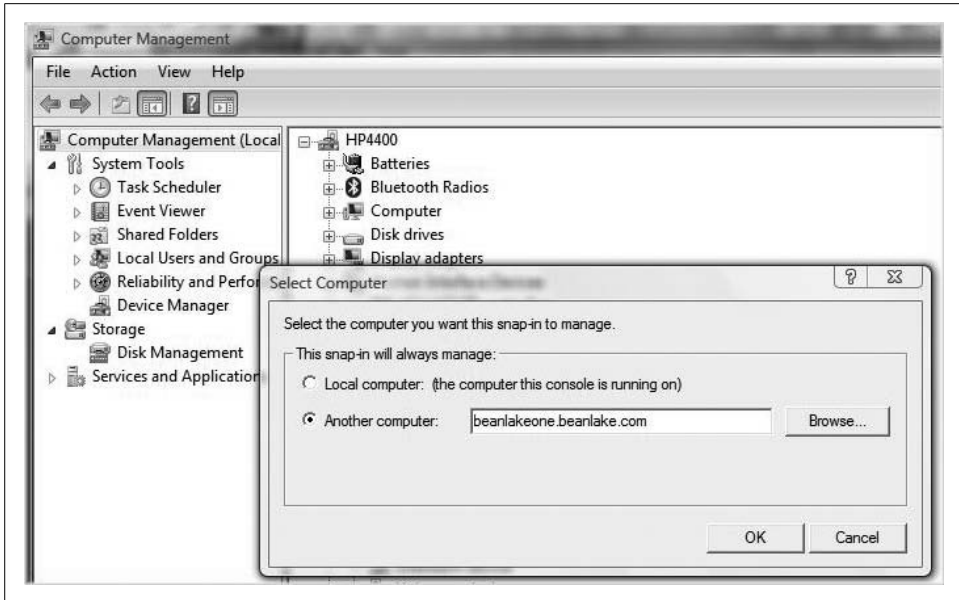 Computer Management
File Action View Help
Computer Management (Local
System Tools
Task Scheduler
Event Viewer
Shared Folders
Local Users and Groups
Reliability and Perfor
Device Manager
Storage
Disk Management
Services and Application
HP4400
Batteries
Bluetooth Radios
Computer
Disk drives
Display adapters
Select Computer
Select the computer you want this snap-in to manage.
This snap-in will always manage:
Local computer: (the computer this console is running on)
Another computer: beanlakeone.beanlake.com Browse...
OK Cancel